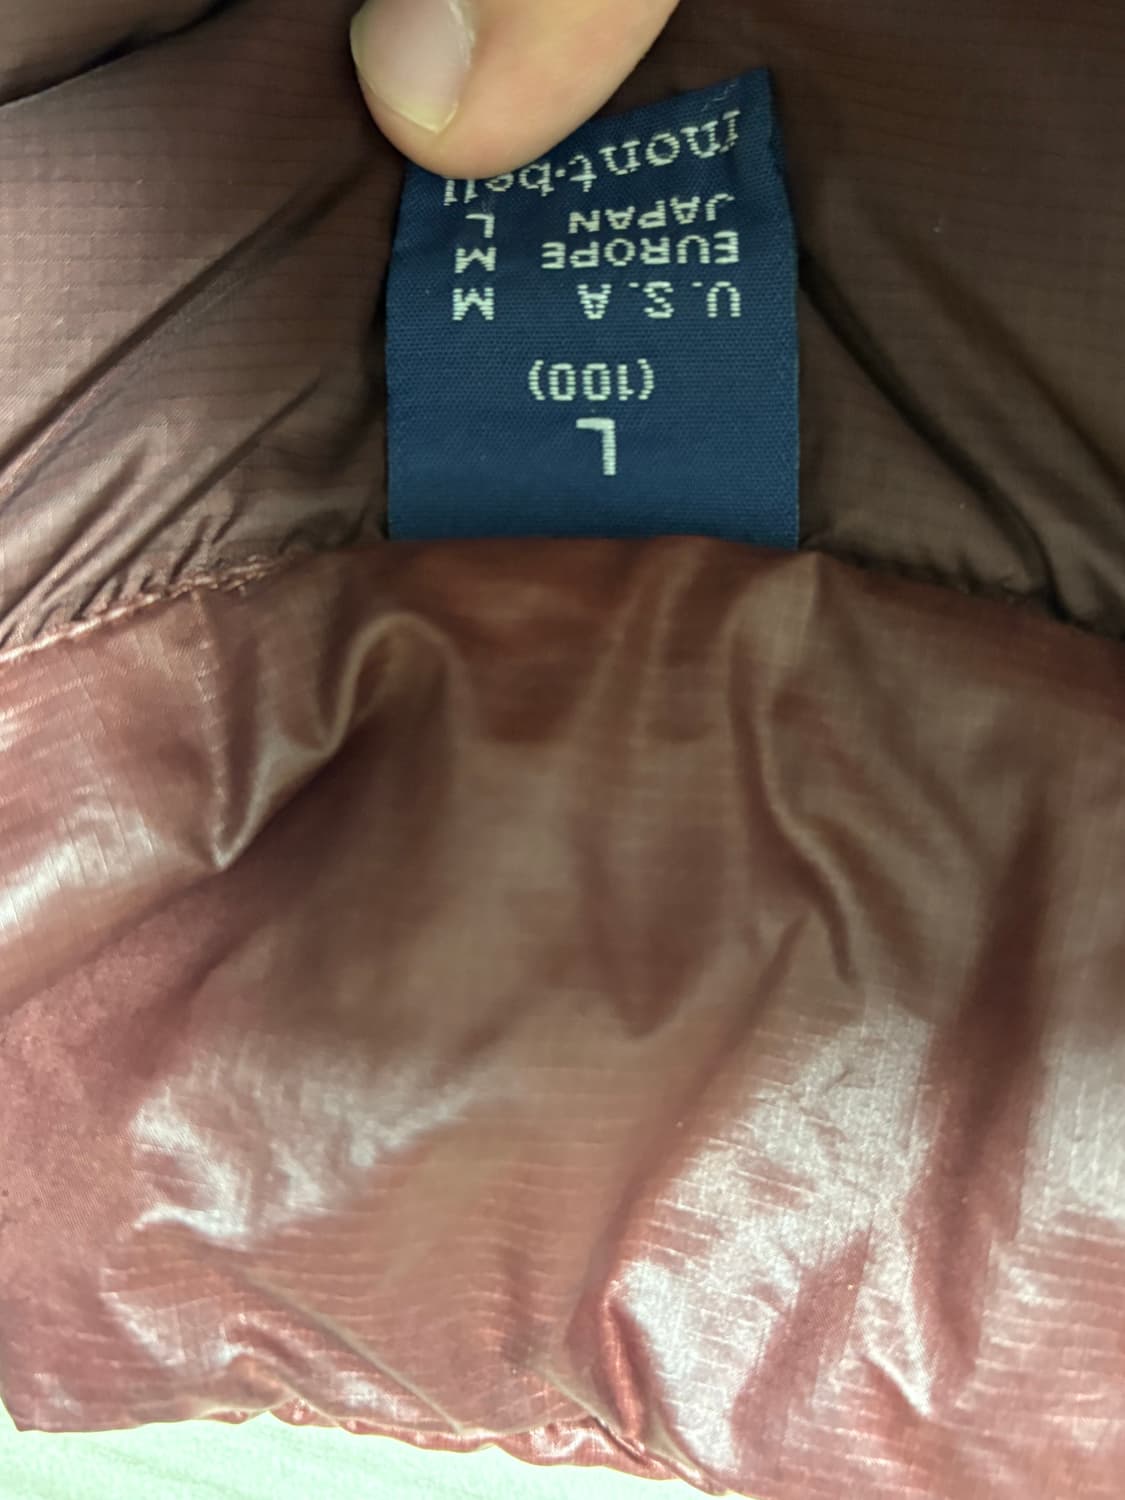 mont-bell
JAPAN L
EUROPE M
U.S.A M
(100)
L